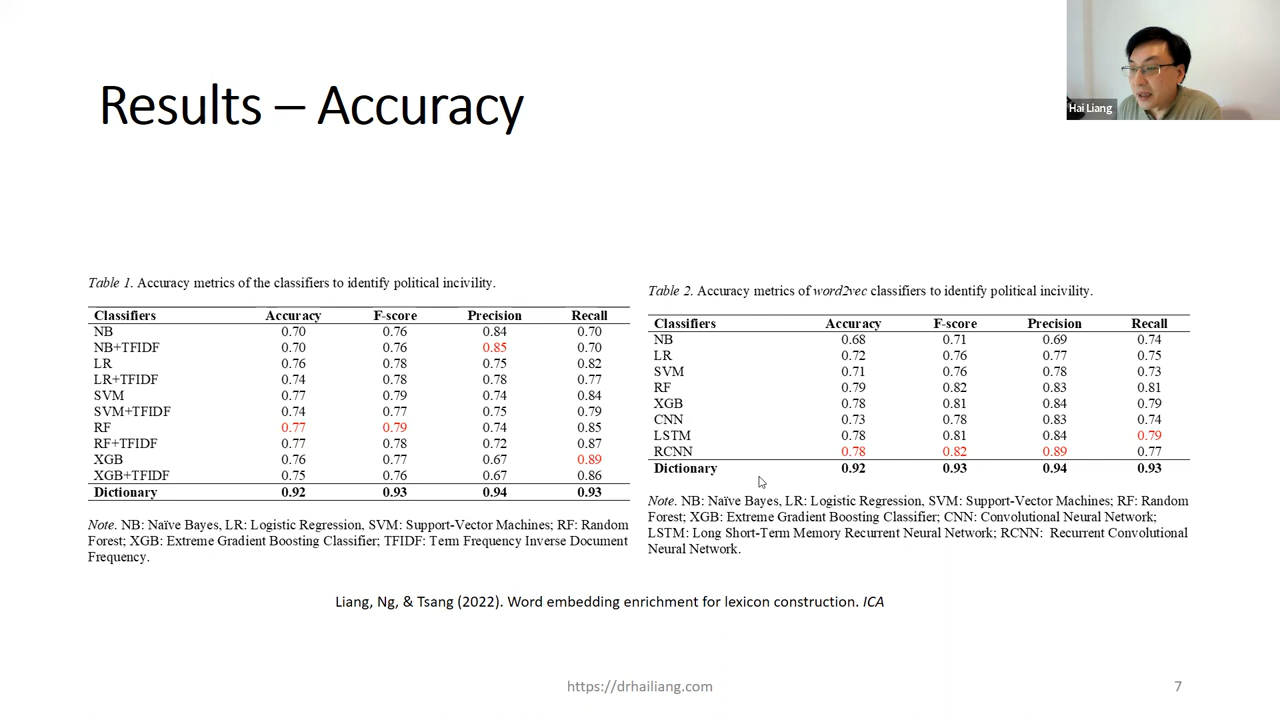 Results – Accuracy
Hai Liang
Table 1. Accuracy metrics of the classifiers to identify political incivility.
Classifiers Accuracy F-score Precision Recall
NB 0.70 0.76 0.84 0.70
NB+TFIDF 0.70 0.76 0.85 0.70
LR 0.76 0.78 0.75 0.82
LR+TFIDF 0.74 0.78 0.78 0.77
SVM 0.77 0.79 0.74 0.84
SVM+TFIDF 0.74 0.77 0.75 0.79
RF 0.77 0.79 0.74 0.85
RF+TFIDF 0.77 0.78 0.72 0.87
XGB 0.76 0.77 0.67 0.89
XGB+TFIDF 0.75 0.76 0.67 0.86
Dictionary 0.92 0.93 0.94 0.93
Note. NB: Naïve Bayes, LR: Logistic Regression, SVM: Support-Vector Machines; RF: Random
Forest; XGB: Extreme Gradient Boosting Classifier; TFIDF: Term Frequency Inverse Document
Frequency.
Table 2. Accuracy metrics of word2vec classifiers to identify political incivility.
Classifiers Accuracy F-score Precision Recall
NB 0.68 0.71 0.69 0.74
LR 0.72 0.76 0.77 0.75
SVM 0.71 0.76 0.78 0.73
RF 0.79 0.82 0.83 0.81
XGB 0.78 0.81 0.84 0.79
CNN 0.73 0.78 0.83 0.74
LSTM 0.78 0.81 0.84 0.79
RCNN 0.78 0.82 0.89 0.77
Dictionary 0.92 0.93 0.94 0.93
Note. NB: Naïve Bayes, LR: Logistic Regression, SVM: Support-Vector Machines; RF: Random
Forest; XGB: Extreme Gradient Boosting Classifier; CNN: Convolutional Neural Network;
LSTM: Long Short-Term Memory Recurrent Neural Network; RCNN: Recurrent Convolutional
Neural Network.
Liang, Ng, & Tsang (2022). Word embedding enrichment for lexicon construction. ICA
https://drhailiang.com
7